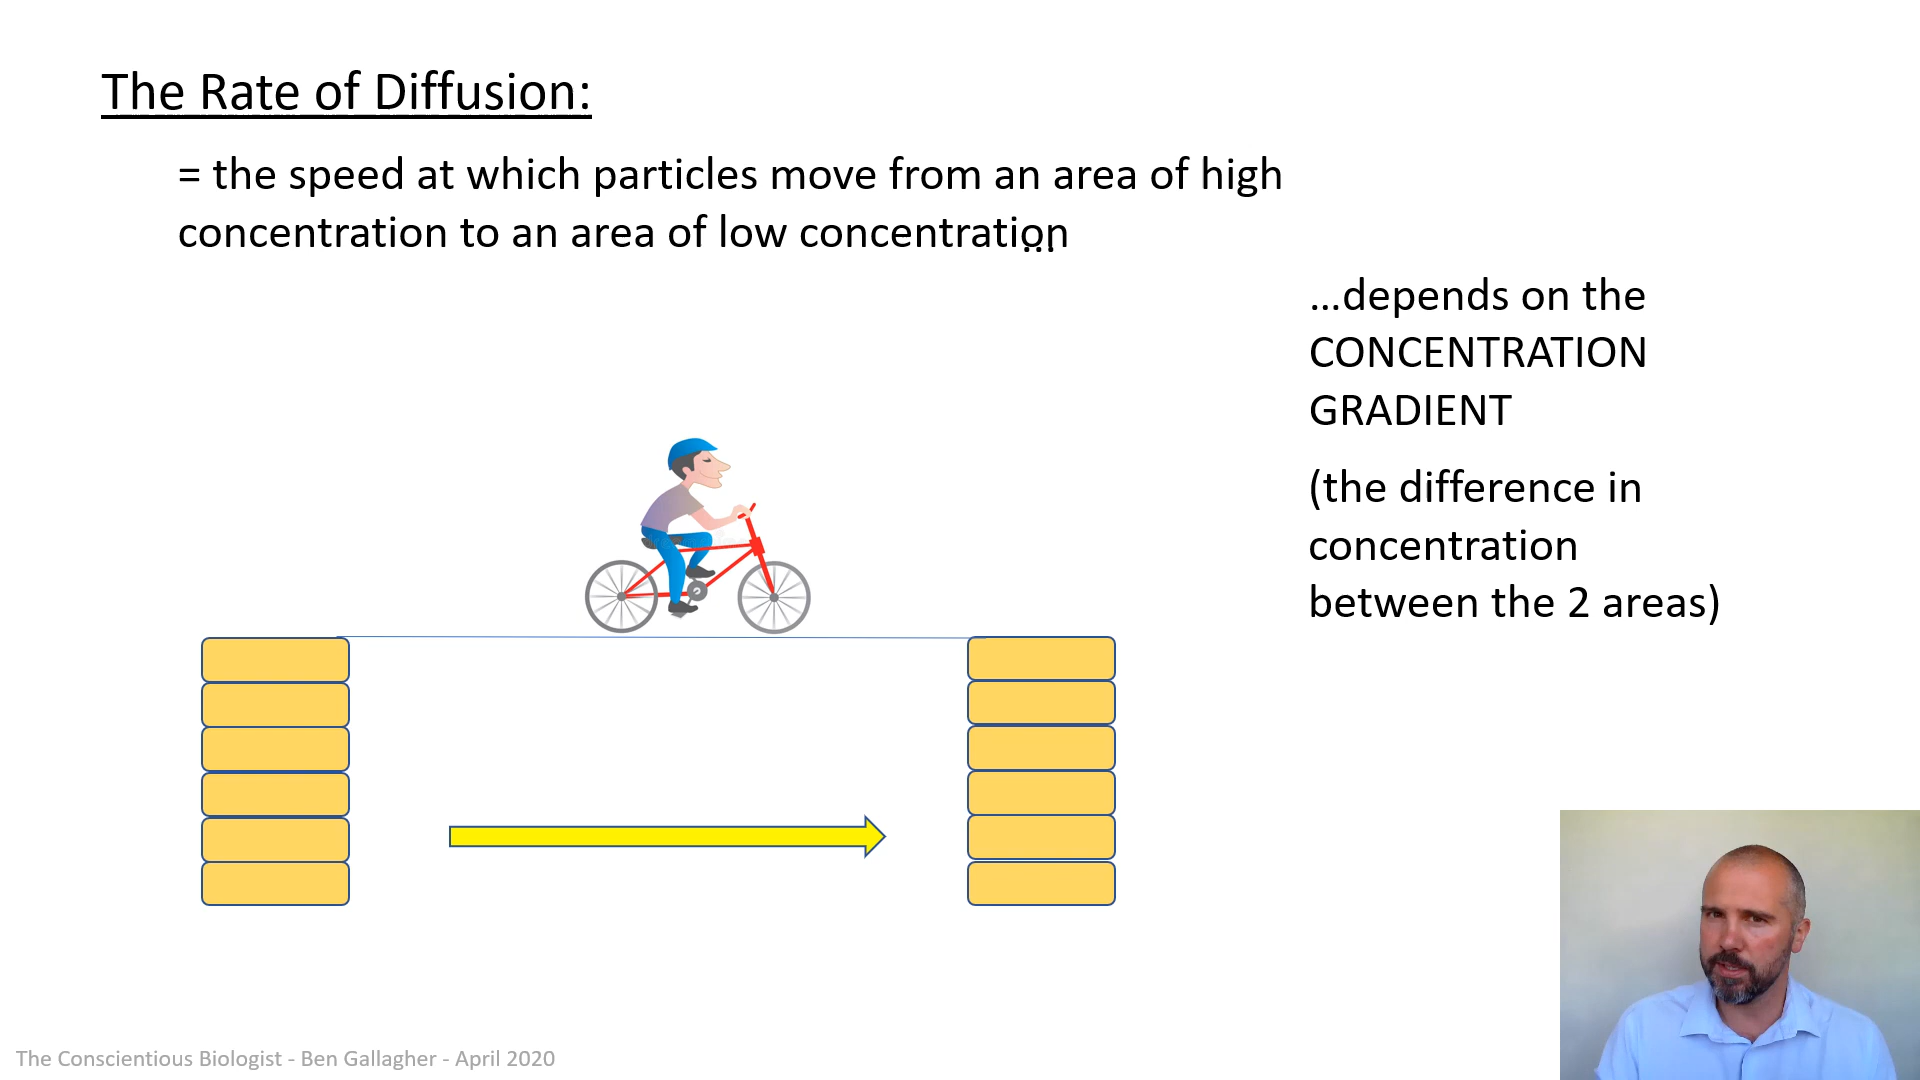 The Rate of Diffusion:
= the speed at which particles move from an area of high
concentration to an area of low concentration
...
...depends on the
CONCENTRATION
GRADIENT
(the difference in
concentration
between the 2 areas)
The Conscientious Biologist - Ben Gallagher - April 2020